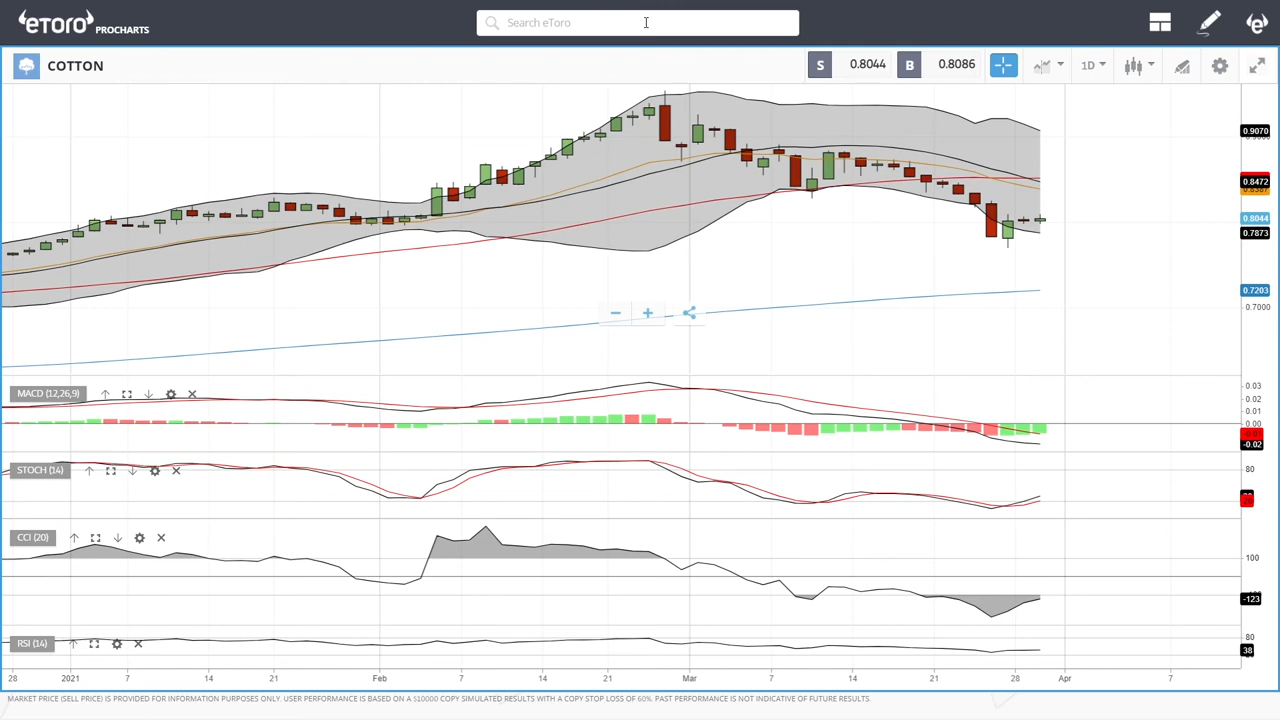 eToro PROCHARTS
Search eToro
COTTON
S 0.8044 B 0.8086
1D
0.9070
0.8472
0.8044
0.7873
0.7203
0.7000
MACD (12,26,9)
0.03
0.02
0.01
0.00
-0.02
STOCH (14)
80
CCI (20)
100
-123
RSI (14)
80
38
28 2021 7 14 21 Feb 7 14 21 Mar 7 14 21 28 Apr 7
MARKET PRICE (SELL PRICE) IS PROVIDED FOR INFORMATION PURPOSES ONLY. USER PERFORMANCE IS BASED ON A $10000 COPY SIMULATED RESULTS WITH A COPY STOP LOSS OF 60%. PAST PERFORMANCE IS NOT INDICATIVE OF FUTURE RESULTS.